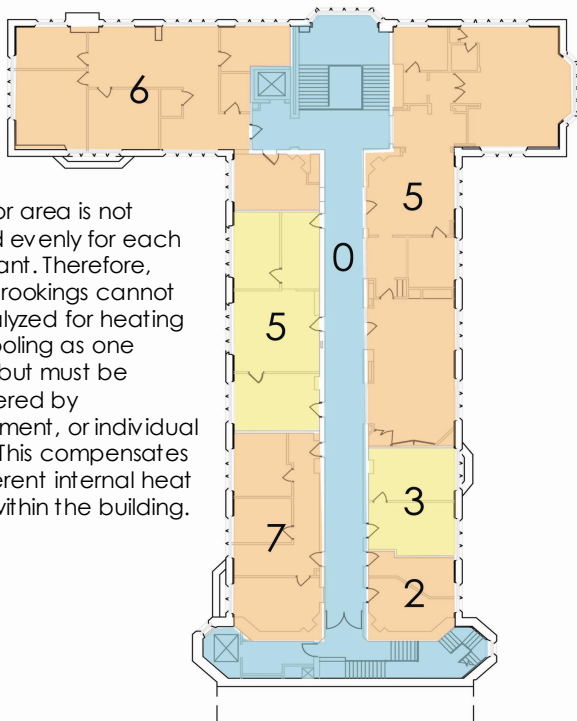 6
or area is not
d evenly for each
ant. Therefore,
rookings cannot
alyzed for heating
ooling as one
but must be
ered by
ment, or individual
This compensates
erent internal heat
within the building.
5
0
5
3
7
2